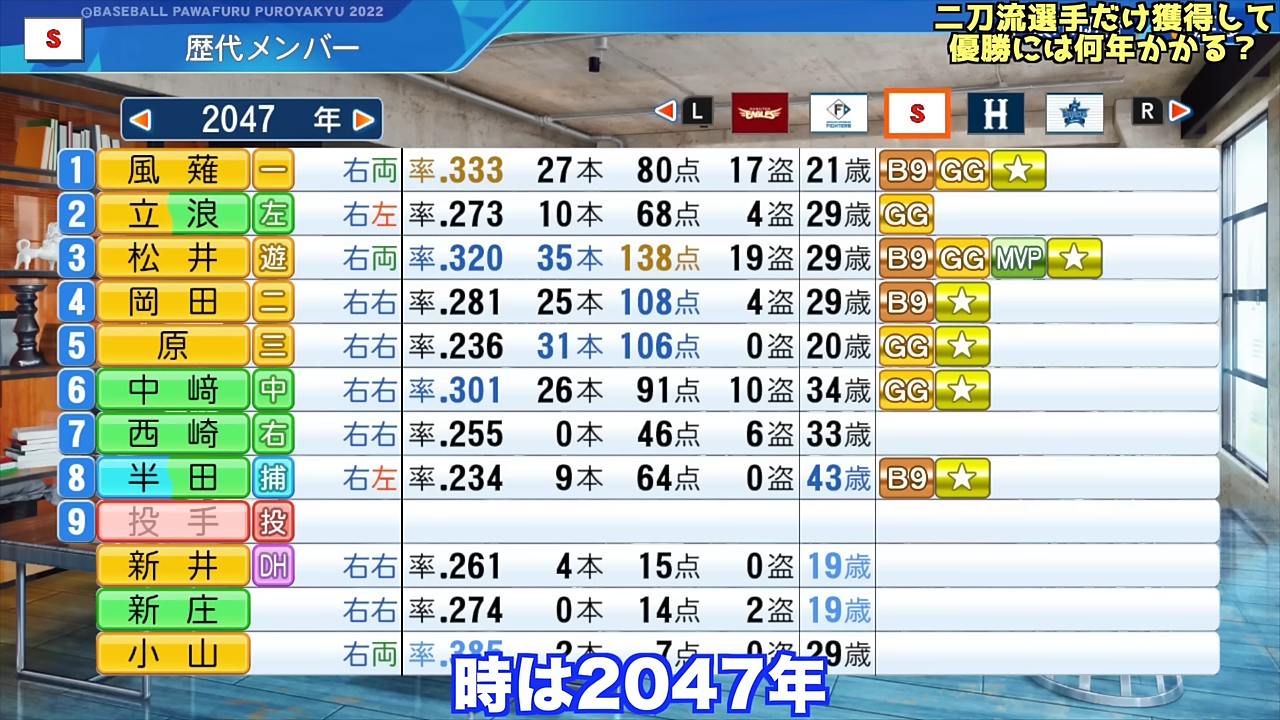 ©BASEBALL PAWAFURU PUROYAKYU 2022
S
歴代メンバー
二刀流選手だけ獲得して
優勝には何年かかる？
2047 年
L EAGLES F FIGHTERS S H R
1 風 薙 一 右両 率.333 27本 80点 17盗 21歳 B9 GG ★
2 立 浪 左 右左 率.273 10本 68点 4盗 29歳 GG
3 松 井 遊 右両 率.320 35本 138点 19盗 29歳 B9 GG MVP ★
4 岡 田 二 右右 率.281 25本 108点 4盗 29歳 B9 ★
5 原 三 右右 率.236 31本 106点 0盗 20歳 GG ★
6 中 﨑 中 右右 率.301 26本 91点 10盗 34歳 GG ★
7 西 崎 右 右右 率.255 0本 46点 6盗 33歳
8 半 田 捕 右左 率.234 9本 64点 0盗 43歳 B9 ★
9 投 手 投
新 井 DH 右右 率.261 4本 15点 0盗 19歳
新 庄 右右 率.274 0本 14点 2盗 19歳
小 山 右両 率.385 2本 7点 0盗 29歳
時は2047年